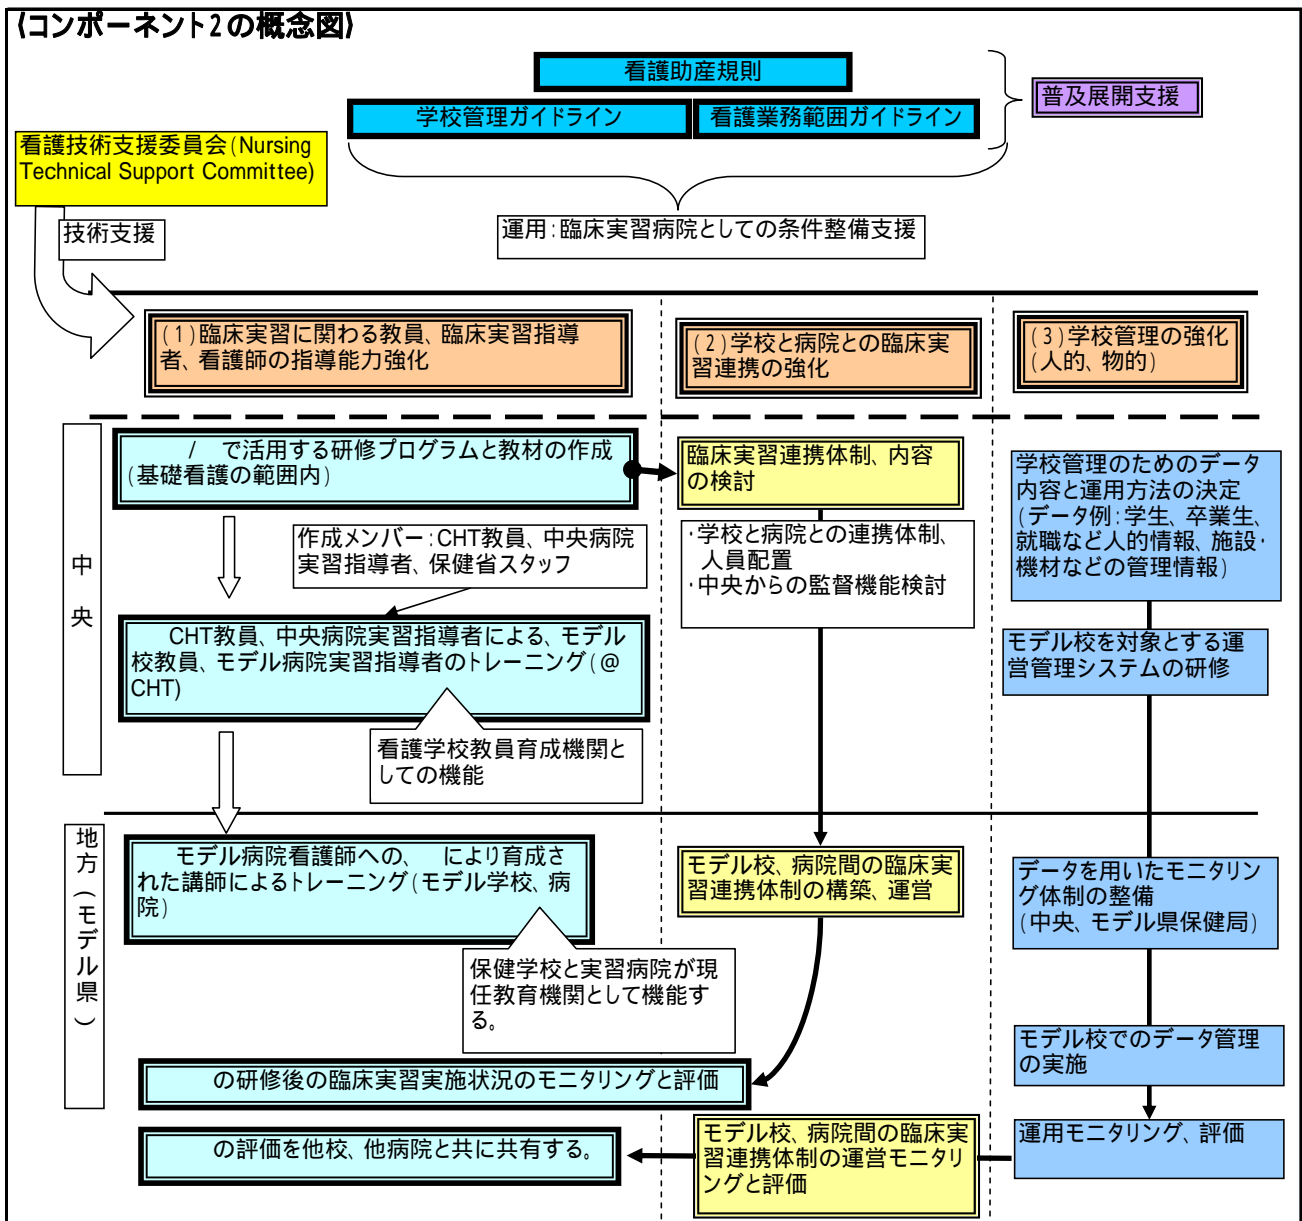 ⟨コンポーネント2の概念図⟩
看護助産規則
学校管理ガイドライン
看護業務範囲ガイドライン
普及展開支援
看護技術支援委員会(Nursing
Technical Support Committee)
技術支援
運用:臨床実習病院としての条件整備支援
(1)臨床実習に関わる教員、臨床実習指導
者、看護師の指導能力強化
(2)学校と病院との臨床実
習連携の強化
(3)学校管理の強化
(人的、物的)
中央
/ で活用する研修プログラムと教材の作成
(基礎看護の範囲内)
作成メンバー:CHT教員、中央病院
実習指導者、保健省スタッフ
CHT教員、中央病院実習指導者による、モデル
校教員、モデル病院実習指導者のトレーニング(@
CHT)
看護学校教員育成機関と
しての機能
臨床実習連携体制、内容
の検討
・学校と病院との連携体制、
人員配置
・中央からの監督機能検討
学校管理のためのデータ
内容と運用方法の決定
(データ例:学生、卒業生、
就職など人的情報、施設・
機材などの管理情報)
モデル校を対象とする運
営管理システムの研修
地方(モデル県)
モデル病院看護師への、 により育成さ
れた講師によるトレーニング(モデル学校、病
院)
保健学校と実習病院が現
任教育機関として機能す
る。
モデル校、病院間の臨床実
習連携体制の構築、運営
データを用いたモニタリン
グ体制の整備
(中央、モデル県保健局)
モデル校でのデータ管理
の実施
の研修後の臨床実習実施状況のモニタリングと評価
の評価を他校、他病院と共に共有する。
モデル校、病院間の臨床実
習連携体制の運営モニタリ
ングと評価
運用モニタリング、評価